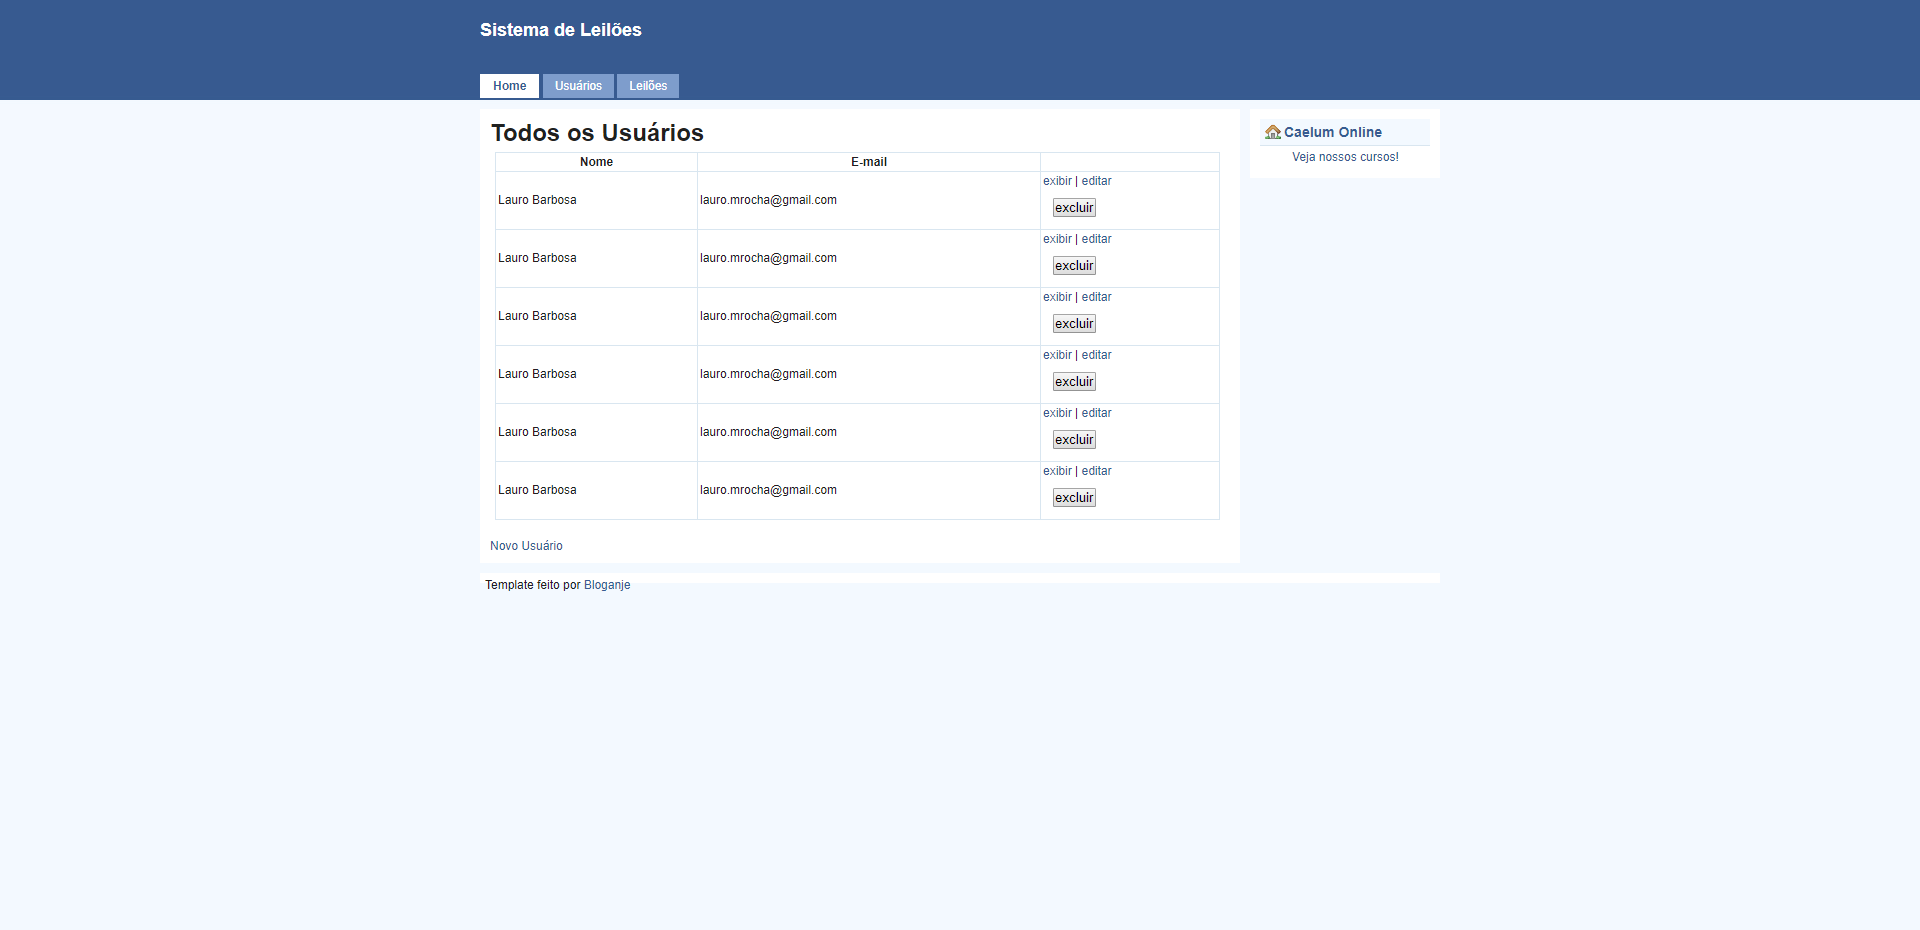 Sistema de Leilões
Home Usuários Leilões
Todos os Usuários
Nome E-mail
exibir | editar
Lauro Barbosa lauro.mrocha@gmail.com
excluir
exibir | editar
Lauro Barbosa lauro.mrocha@gmail.com
excluir
exibir | editar
Lauro Barbosa lauro.mrocha@gmail.com
excluir
exibir | editar
Lauro Barbosa lauro.mrocha@gmail.com
excluir
exibir | editar
Lauro Barbosa lauro.mrocha@gmail.com
excluir
exibir | editar
Lauro Barbosa lauro.mrocha@gmail.com
excluir
Novo Usuário
Caelum Online
Veja nossos cursos!
Template feito por Bloganje